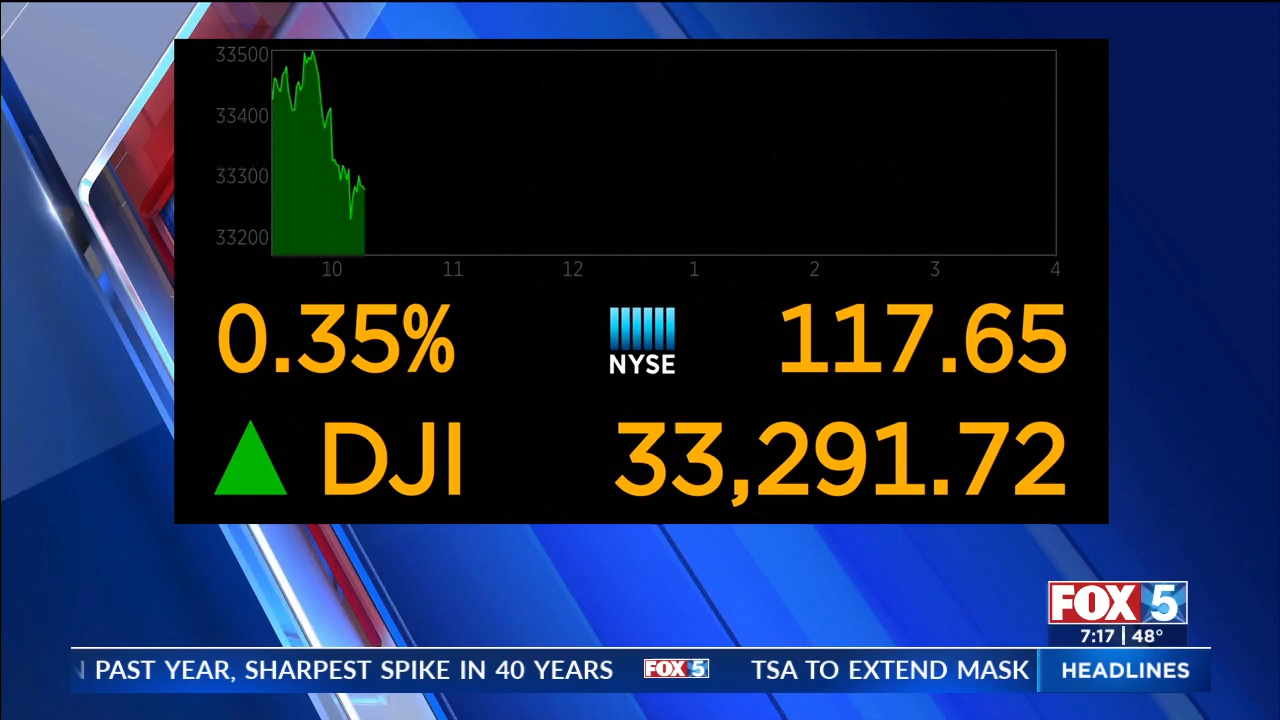 33500
33400
33300
33200
10 11 12 1 2 3 4
0.35% NYSE 117.65
DJI 33,291.72
FOX 5
7:17 | 48°
PAST YEAR, SHARPEST SPIKE IN 40 YEARS FOX 5 TSA TO EXTEND MASK HEADLINES